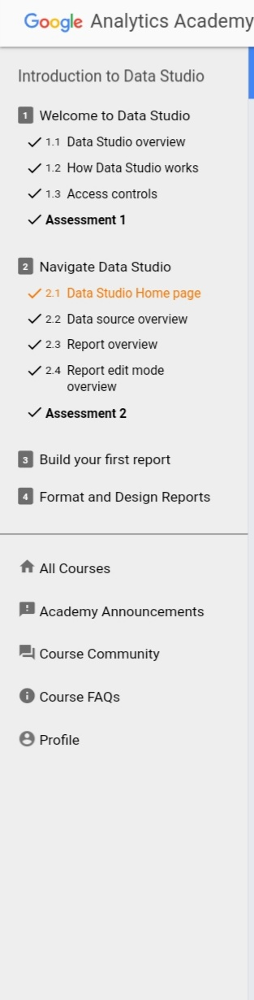 Google Analytics Academy
Introduction to Data Studio
1 Welcome to Data Studio
1.1 Data Studio overview
1.2 How Data Studio works
1.3 Access controls
Assessment 1
2 Navigate Data Studio
2.1 Data Studio Home page
2.2 Data source overview
2.3 Report overview
2.4 Report edit mode
overview
Assessment 2
3 Build your first report
4 Format and Design Reports
All Courses
Academy Announcements
Course Community
Course FAQs
Profile